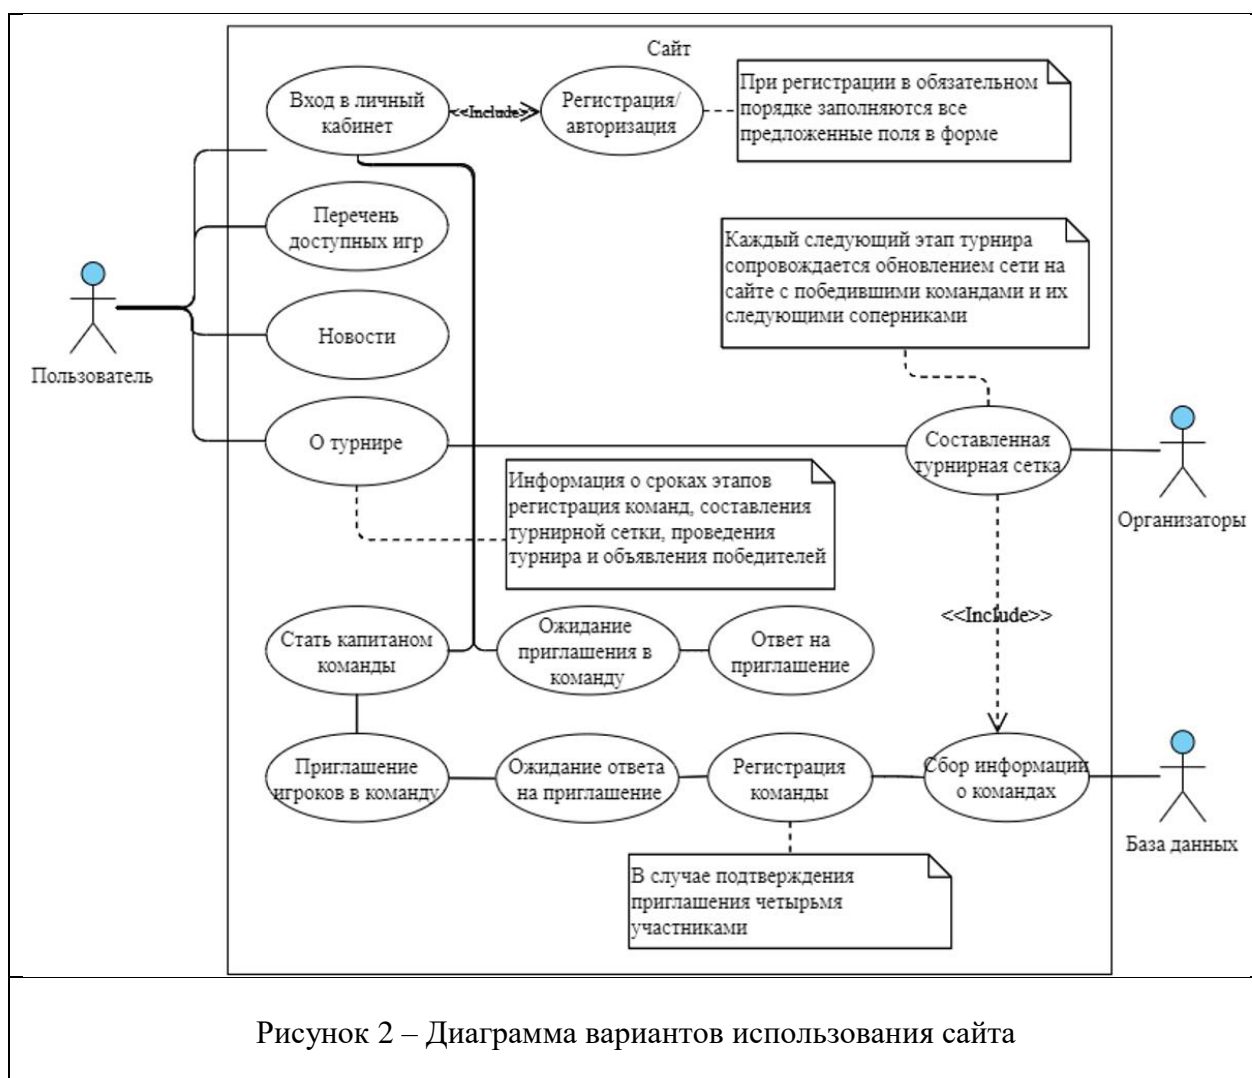 Сайт
Вход в личный
кабинет
<<Include>>
Регистрация/
авторизация
При регистрации в обязательном
порядке заполняются все
предложенные поля в форме
Перечень
доступных игр
Каждый следующий этап турнира
сопровождается обновлением сети на
сайте с победившими командами и их
следующими соперниками
Новости
Пользователь
О турнире
Составленная
турнирная сетка
Организаторы
Информация о сроках этапов
регистрация команд, составления
турнирной сетки, проведения
турнира и объявления победителей
<<Include>>
Стать капитаном
команды
Ожидание
приглашения в
команду
Ответ на
приглашение
Приглашение
игроков в команду
Ожидание ответа
на приглашение
Регистрация
команды
Сбор информации
о командах
База данных
В случае подтверждения
приглашения четырьмя
участниками
Рисунок 2 – Диаграмма вариантов использования сайта